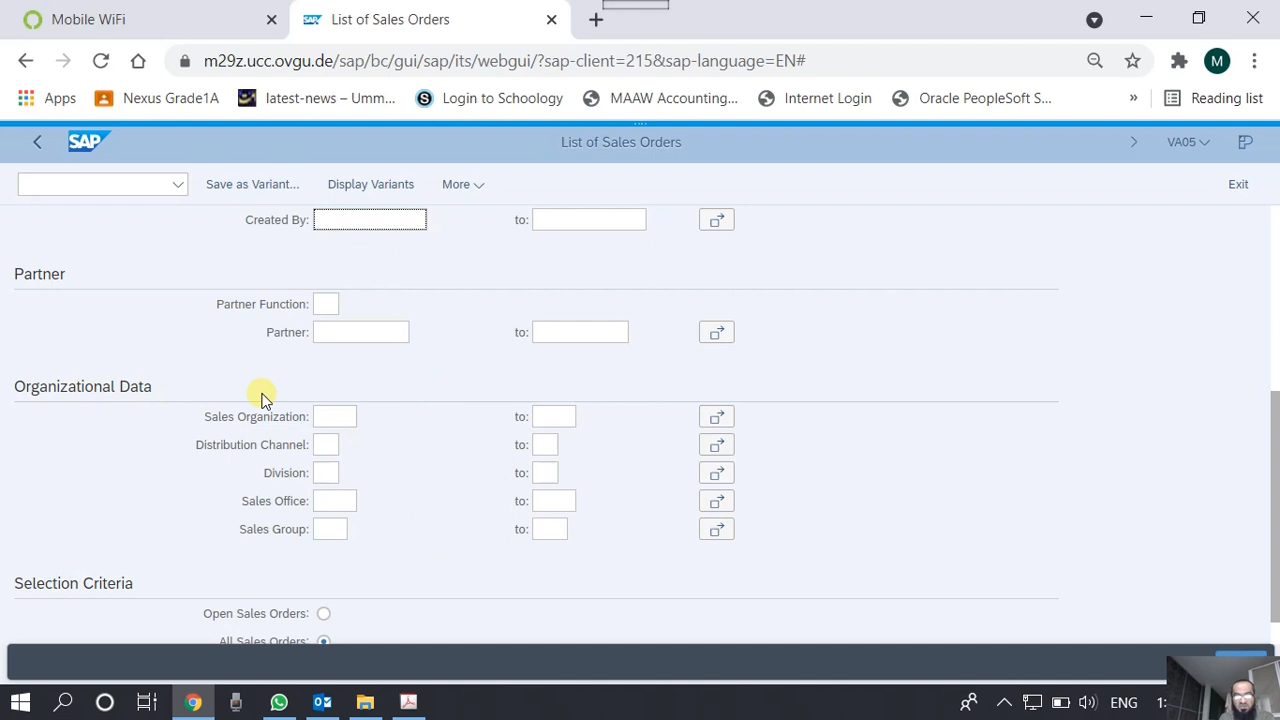 Mobile WiFi
List of Sales Orders
m29z.ucc.ovgu.de/sap/bc/gui/sap/its/webgui/?sap-client=215&sap-language=EN#
M
Apps
Nexus Grade1A
latest-news – Umm...
Login to Schoology
MAAW Accounting...
Internet Login
Oracle PeopleSoft S...
»
Reading list
SAP
List of Sales Orders
VA05
Save as Variant...
Display Variants
More
Exit
Created By:
to:
Partner
Partner Function:
Partner:
to:
Organizational Data
Sales Organization:
to:
Distribution Channel:
to:
Division:
to:
Sales Office:
to:
Sales Group:
to:
Selection Criteria
Open Sales Orders:
All Sales Orders:
ENG